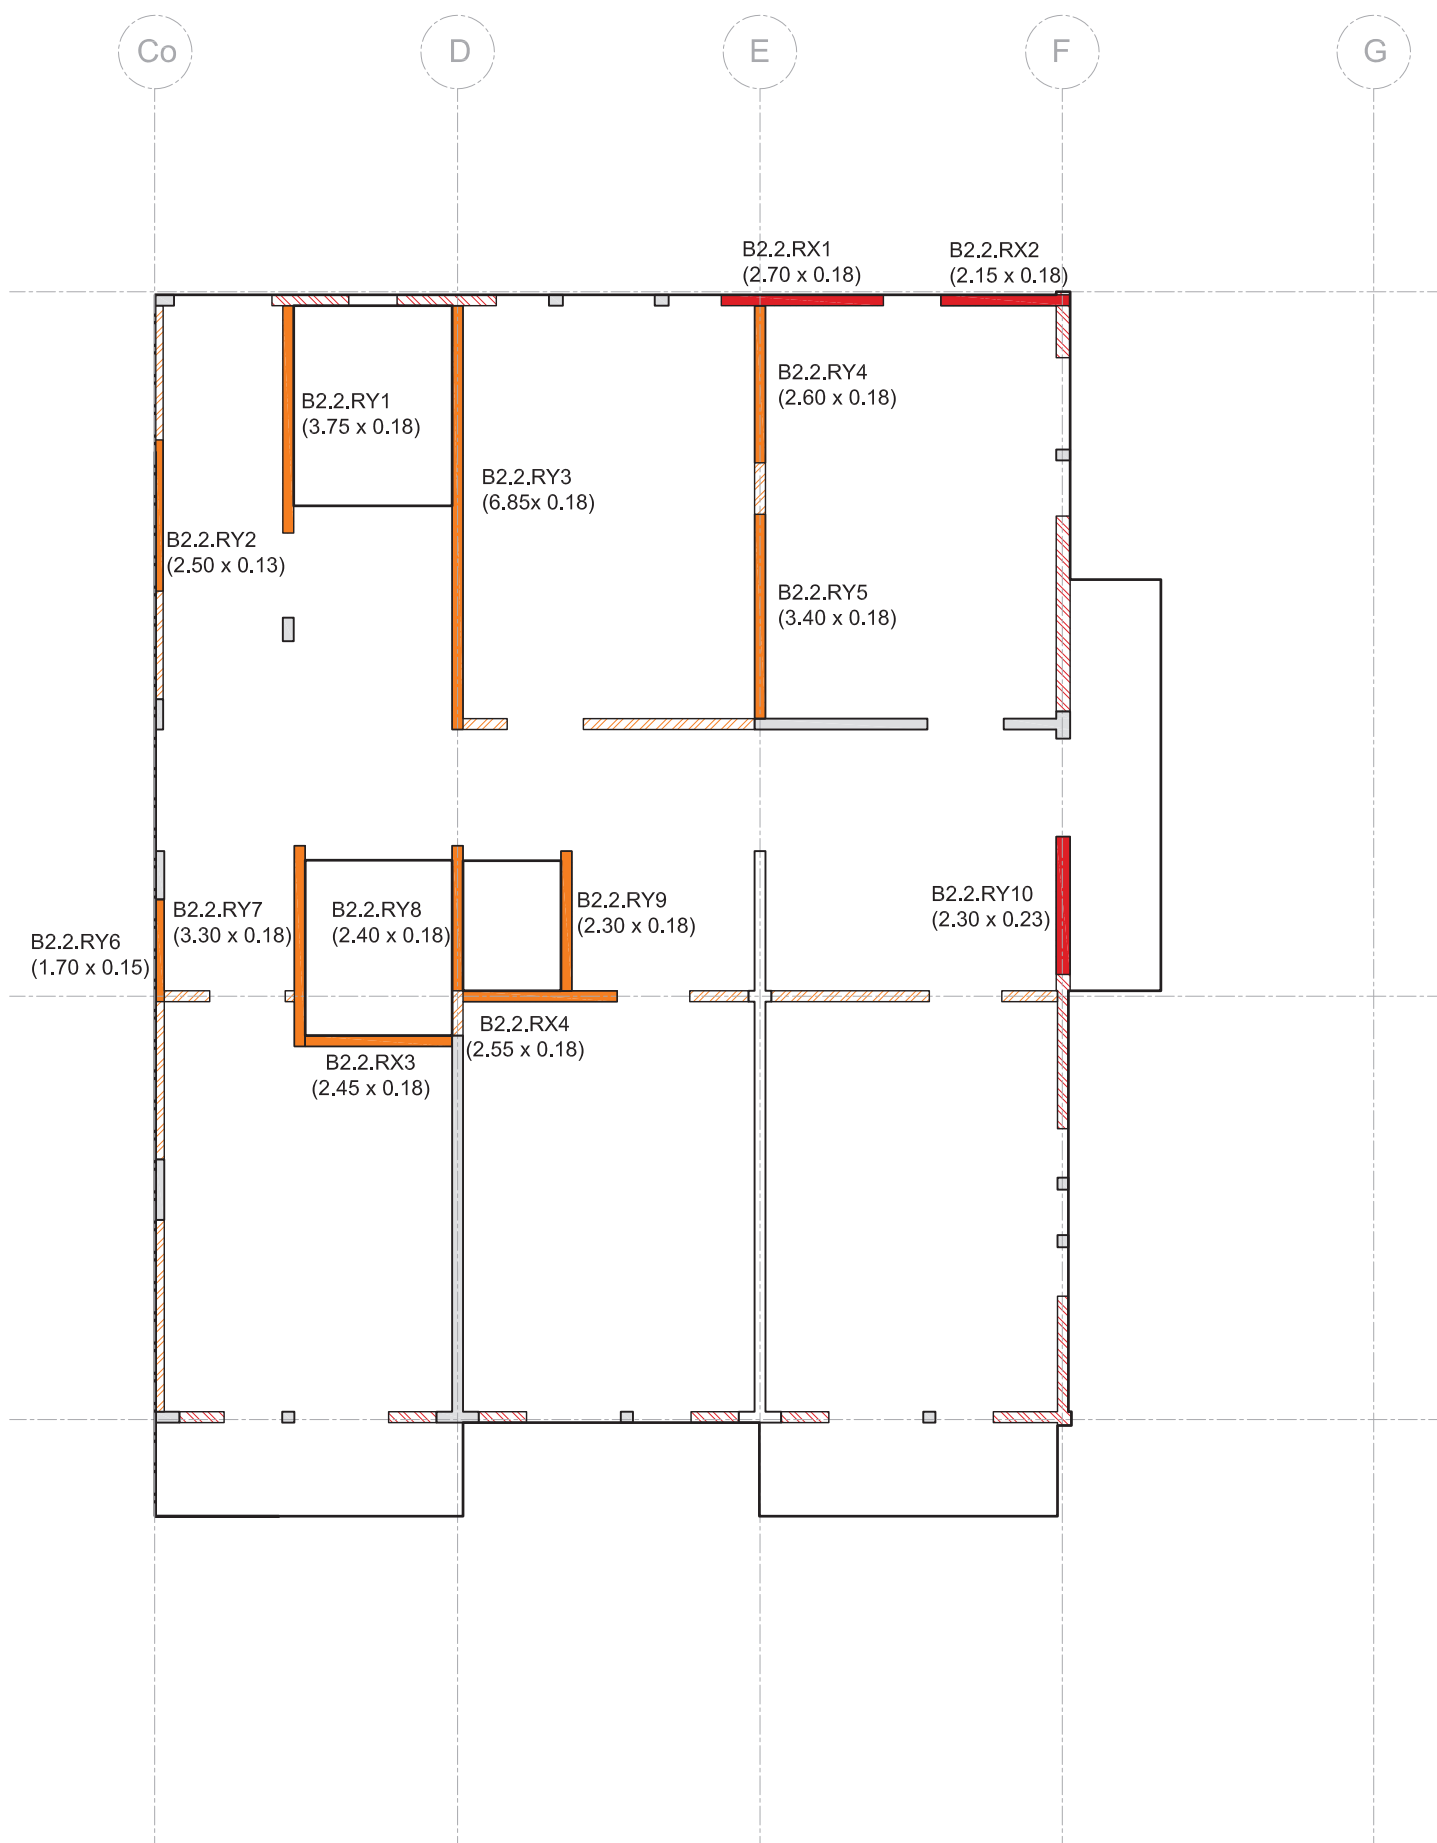 Co
D
E
F
G
B2.2.RX1
(2.70 x 0.18)
B2.2.RX2
(2.15 x 0.18)
B2.2.RY4
(2.60 x 0.18)
B2.2.RY1
(3.75 x 0.18)
B2.2.RY3
(6.85x 0.18)
B2.2.RY2
(2.50 x 0.13)
B2.2.RY5
(3.40 x 0.18)
B2.2.RY6
(1.70 x 0.15)
B2.2.RY7
(3.30 x 0.18)
B2.2.RY8
(2.40 x 0.18)
B2.2.RY9
(2.30 x 0.18)
B2.2.RY10
(2.30 x 0.23)
B2.2.RX4
(2.55 x 0.18)
B2.2.RX3
(2.45 x 0.18)